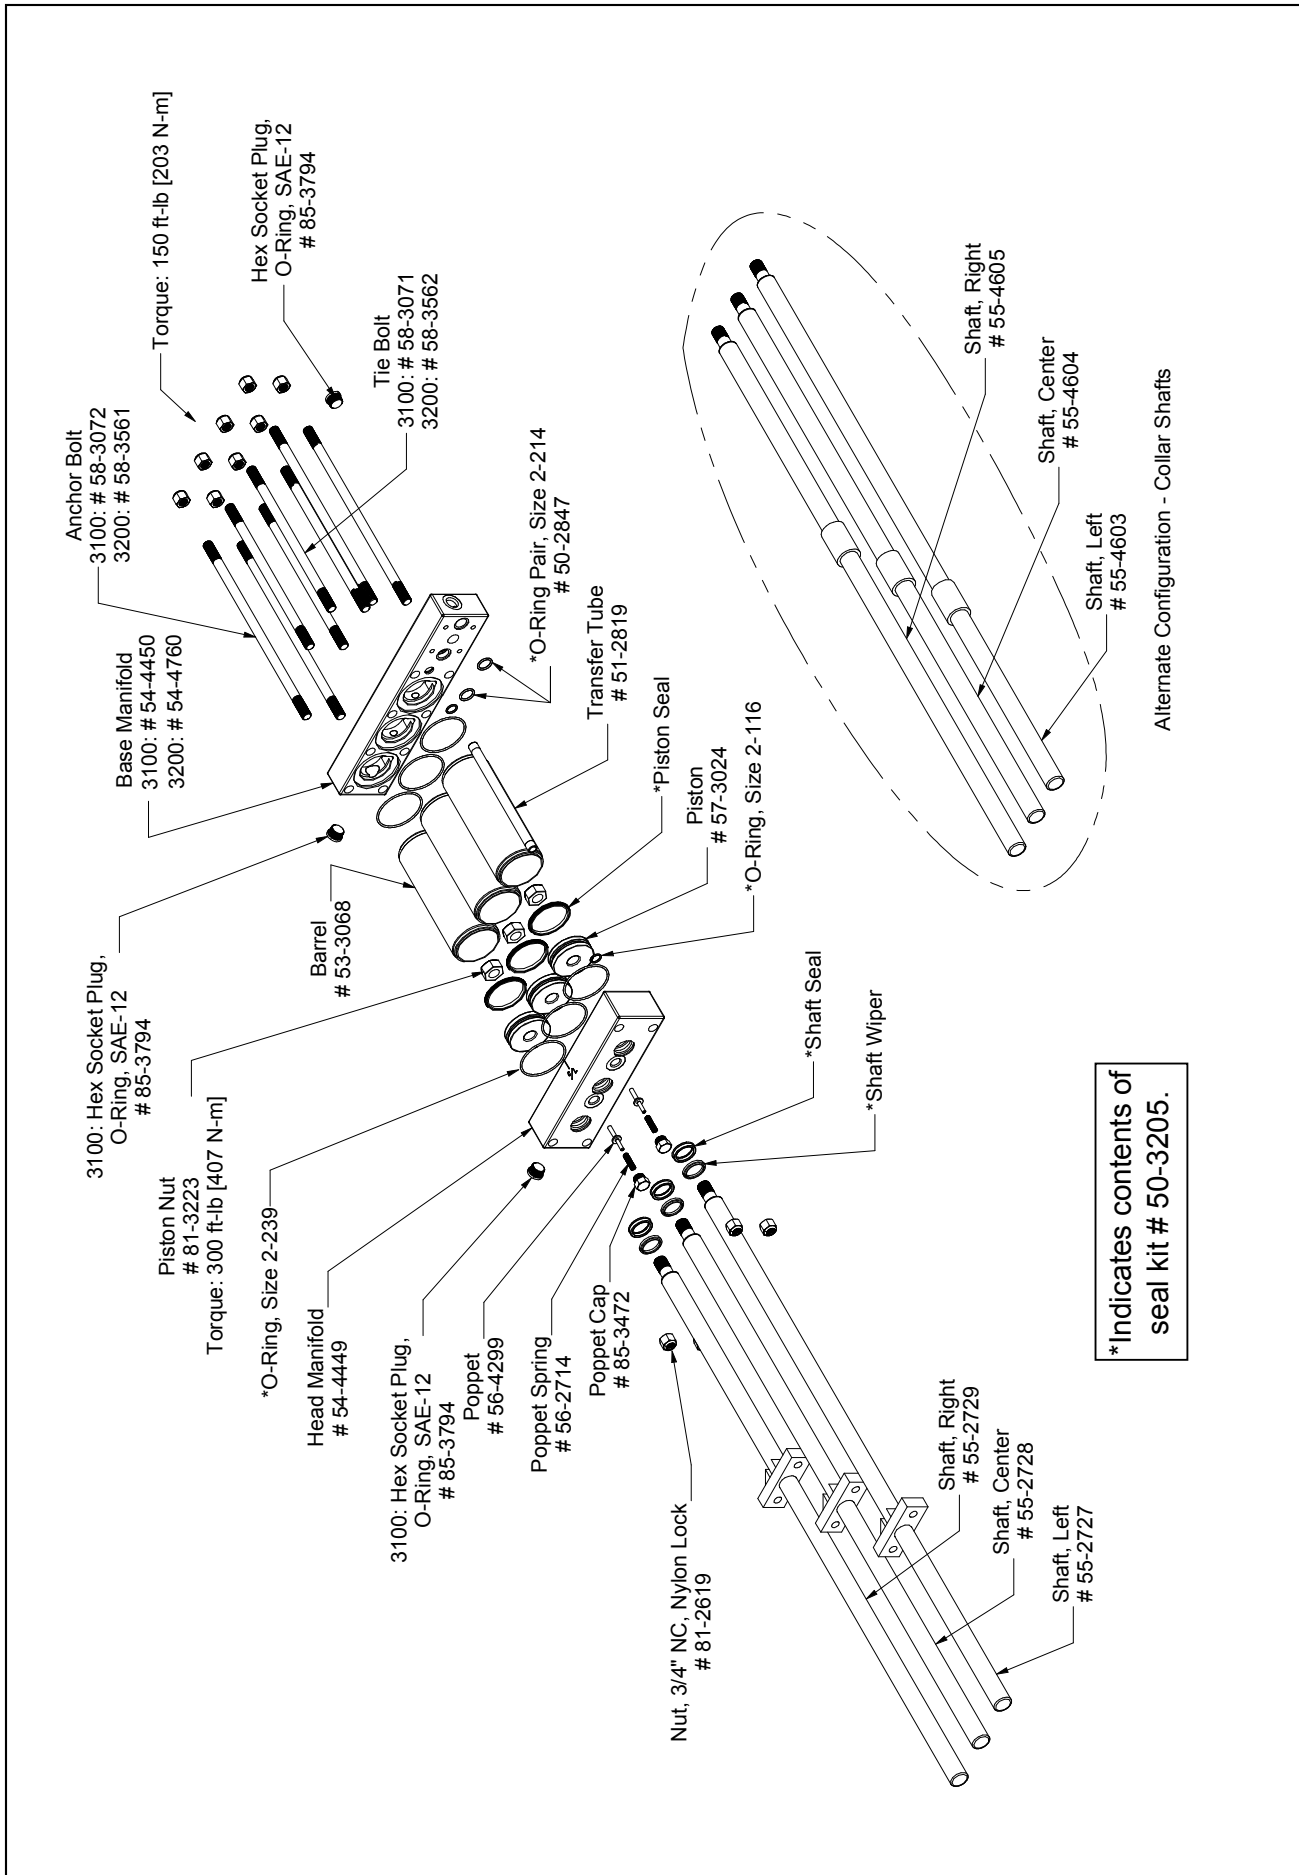 3100: Hex Socket Plug,
O-Ring, SAE-12
# 85-3794
Piston Nut
# 81-3223
Torque: 300 ft-lb [407 N-m]
*O-Ring, Size 2-239
Head Manifold
# 54-4449
3100: Hex Socket Plug,
O-Ring, SAE-12
# 85-3794
Poppet
# 56-4299
Poppet Spring
# 56-2714
Poppet Cap
# 85-3472
Nut, 3/4" NC, Nylon Lock
# 81-2619
Barrel
# 53-3068
Base Manifold
3100: # 54-4450
3200: # 54-4760
Anchor Bolt
3100: # 58-3072
3200: # 58-3561
Torque: 150 ft-lb [203 N-m]
Hex Socket Plug,
O-Ring, SAE-12
# 85-3794
Tie Bolt
3100: # 58-3071
3200: # 58-3562
*O-Ring Pair, Size 2-214
# 50-2847
Transfer Tube
# 51-2819
*Piston Seal
Piston
# 57-3024
*O-Ring, Size 2-116
*Shaft Seal
*Shaft Wiper
Shaft, Right
# 55-2729
Shaft, Center
# 55-2728
Shaft, Left
# 55-2727
Shaft, Right
# 55-4605
Shaft, Center
# 55-4604
Shaft, Left
# 55-4603
Alternate Configuration - Collar Shafts
*Indicates contents of
seal kit # 50-3205.